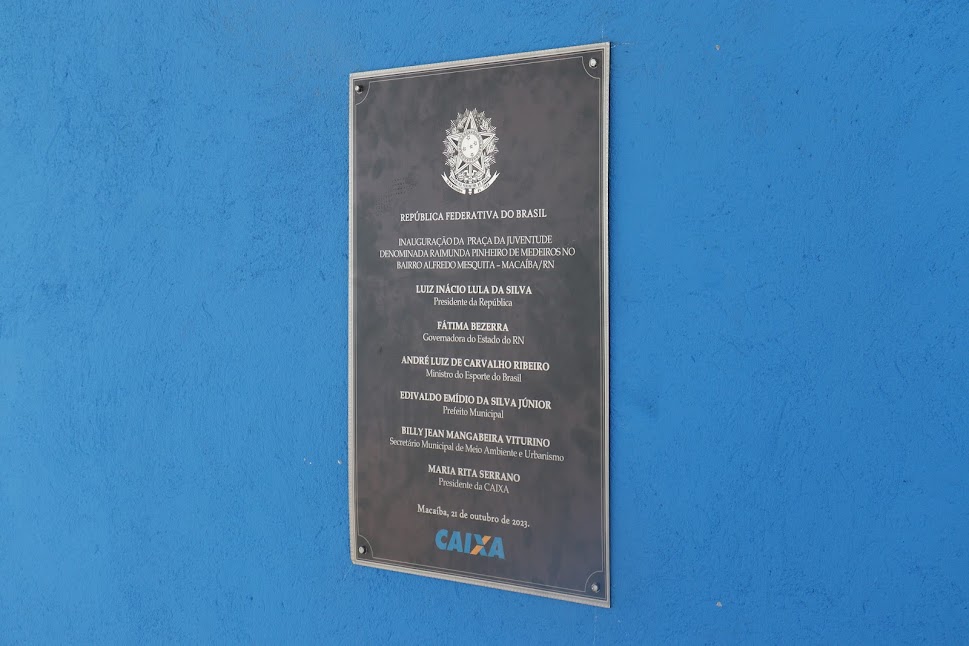 REPÚBLICA FEDERATIVA DO BRASIL
INAUGURAÇÃO DA PRAÇA DA JUVENTUDE
DENOMINADA RAIMUNDA PINHEIRO DE MEDEIROS NO
BAIRRO ALFREDO MESQUITA – MACAÍBA/RN
LUIZ INÁCIO LULA DA SILVA
Presidente da República
FÁTIMA BEZERRA
Governadora do Estado do RN
ANDRÉ LUIZ DE CARVALHO RIBEIRO
Ministro do Esporte do Brasil
EDIVALDO EMÍDIO DA SILVA JÚNIOR
Prefeito Municipal
BILLY JEAN MANGABEIRA VITURINO
Secretário Municipal de Meio Ambiente e Urbanismo
MARIA RITA SERRANO
Presidente da CAIXA
Macaíba, 21 de outubro de 2023.
CAIXA